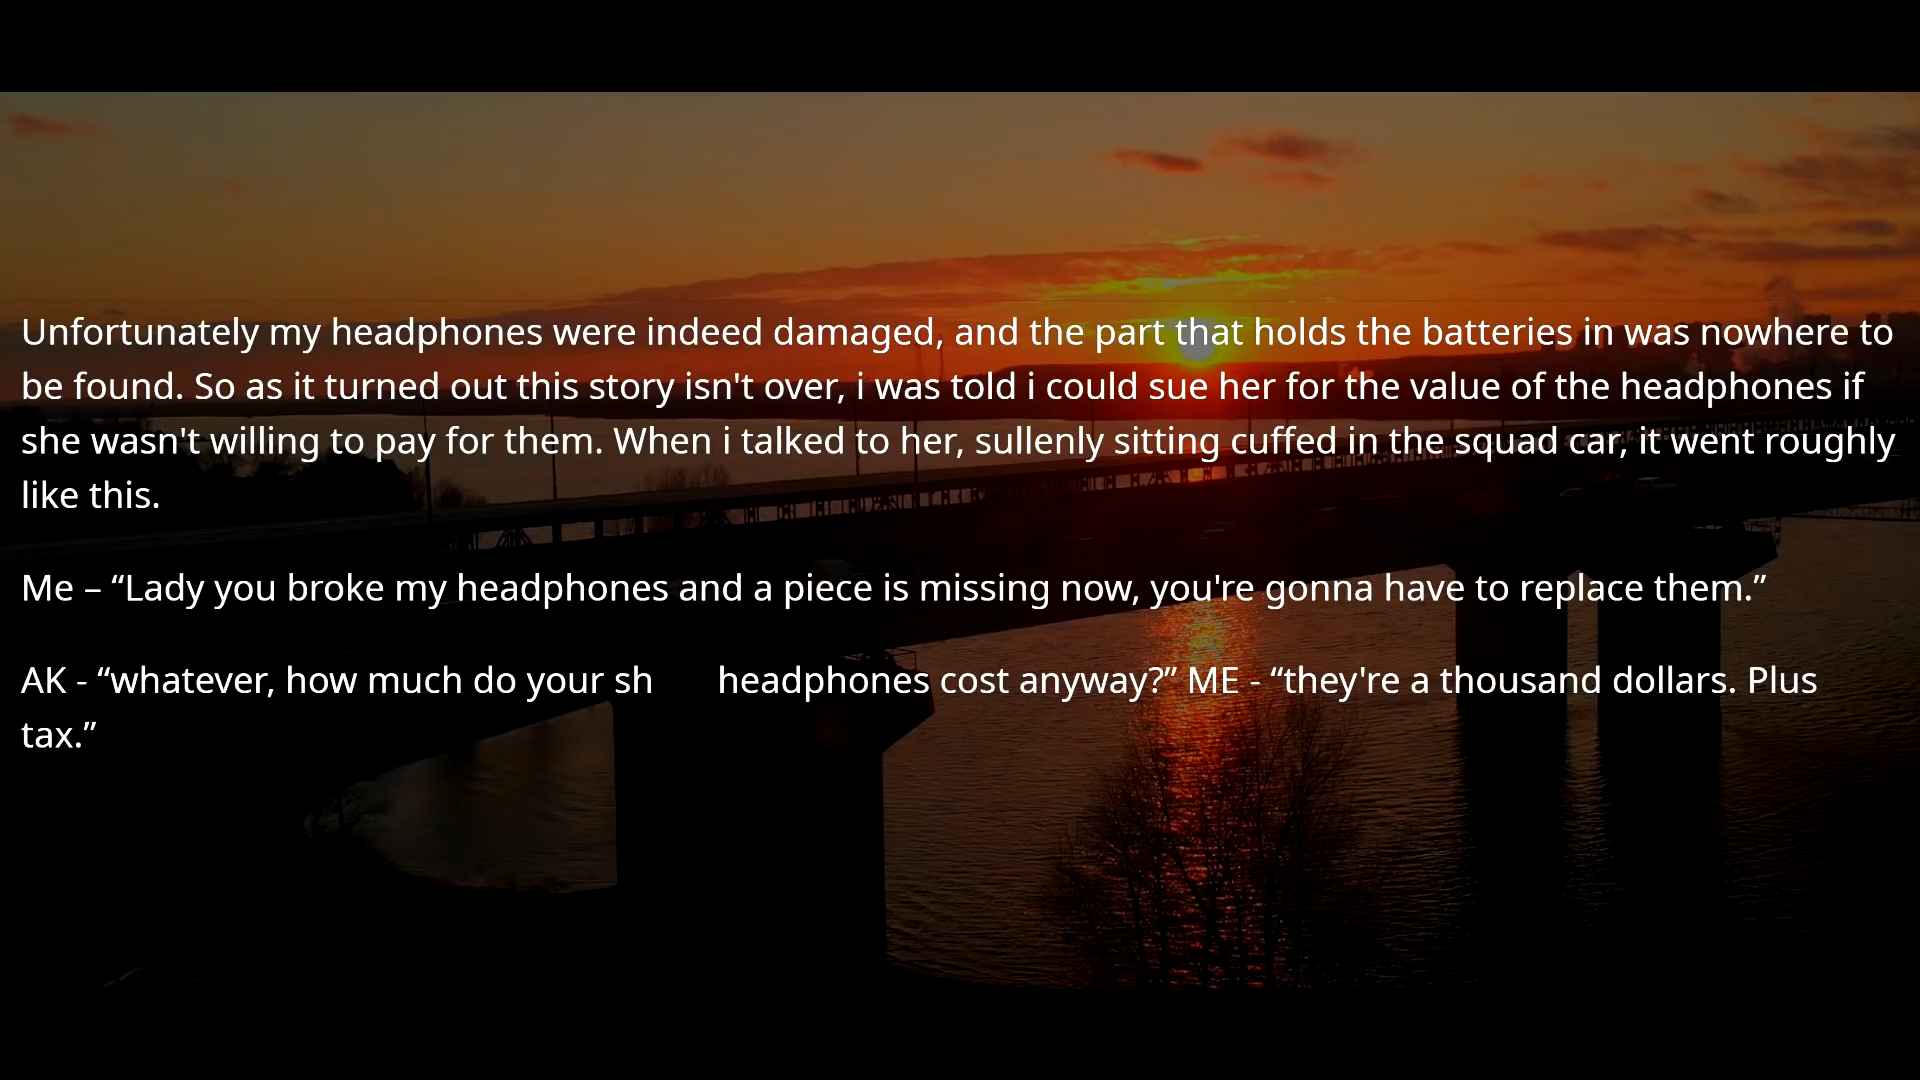 Unfortunately my headphones were indeed damaged, and the part that holds the batteries in was nowhere to
be found. So as it turned out this story isn't over, i was told i could sue her for the value of the headphones if
she wasn't willing to pay for them. When i talked to her, sullenly sitting cuffed in the squad car, it went roughly
like this.
Me – “Lady you broke my headphones and a piece is missing now, you're gonna have to replace them.”
AK - “whatever, how much do your sh headphones cost anyway?” ME - “they're a thousand dollars. Plus
tax.”